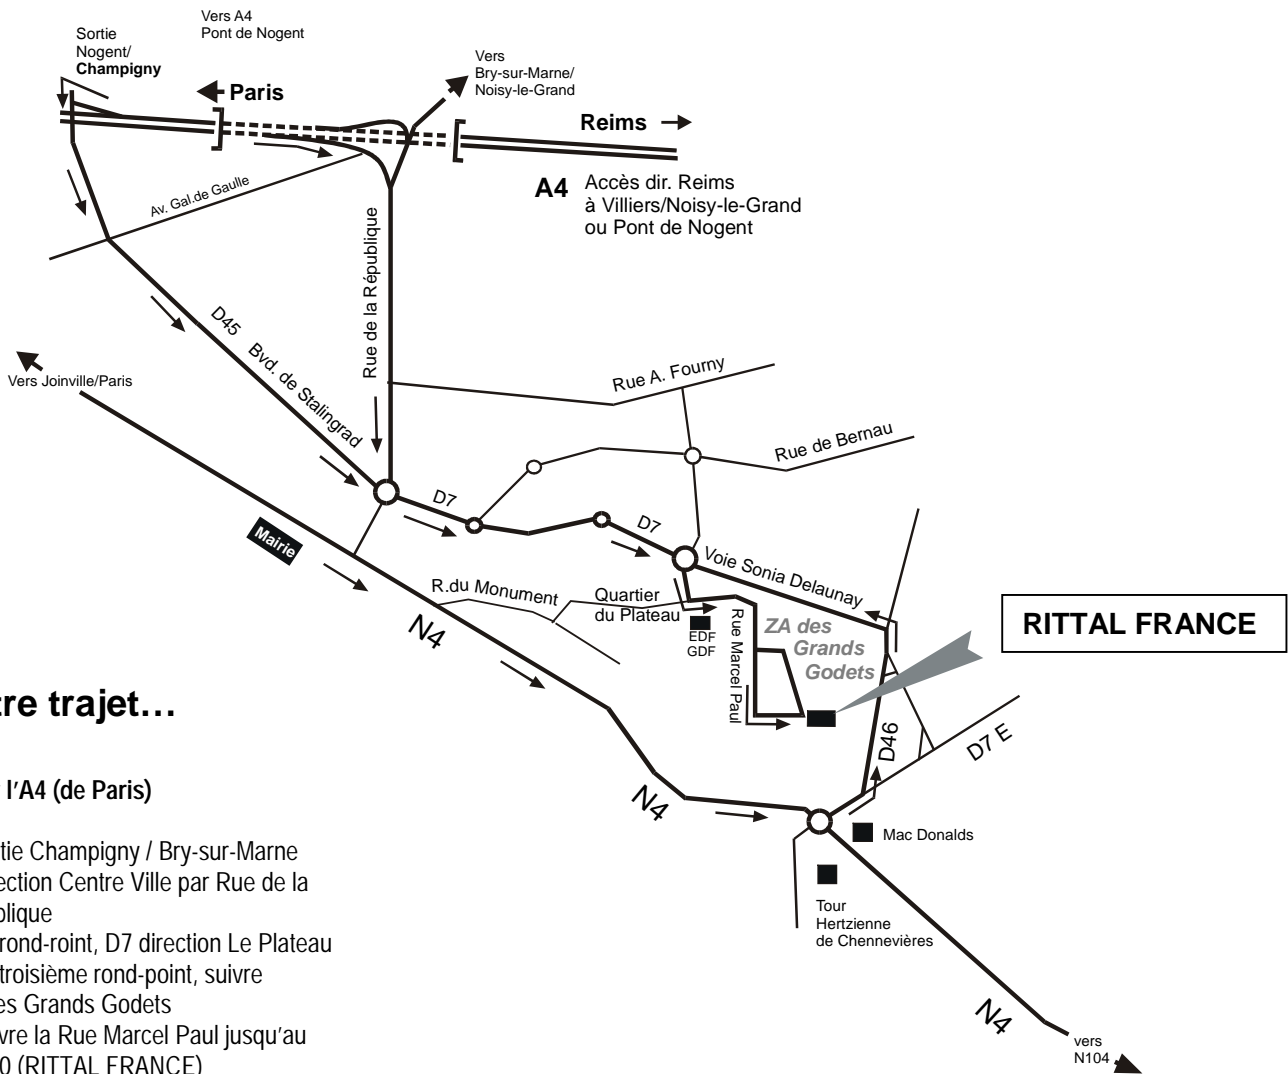 Vers A4
Pont de Nogent
Sortie
Nogent/
Champigny
Vers
Bry-sur-Marne/
Noisy-le-Grand
Paris
Reims
A4
Accès dir. Reims
à Villiers/Noisy-le-Grand
ou Pont de Nogent
Av. Gal.de Gaulle
Rue de la République
D45 Bvd. de Stalingrad
Vers Joinville/Paris
Rue A. Fourny
Rue de Bernau
D7
D7
Mairie
Voie Sonia Delaunay
R.du Monument
Quartier
du Plateau
EDF
GDF
Rue Marcel Paul
ZA des
Grands
Godets
RITTAL FRANCE
N4
D46
D7 E
N4
Mac Donalds
Tour
Hertzienne
de Chennevières
N4
vers
N104
tre trajet…
l'A4 (de Paris)
tie Champigny / Bry-sur-Marne
ection Centre Ville par Rue de la
blique
rond-roint, D7 direction Le Plateau
troisième rond-point, suivre
es Grands Godets
vre la Rue Marcel Paul jusqu'au
0 (RITTAL FRANCE)